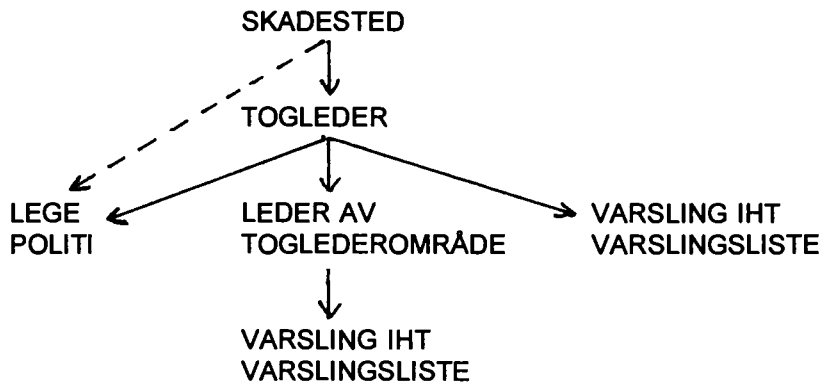 SKADESTED
TOGLEDER
LEGE
POLITI
LEDER AV
TOGLEDEROMRÅDE
VARSLING IHT
VARSLINGSLISTE
VARSLING IHT
VARSLINGSLISTE